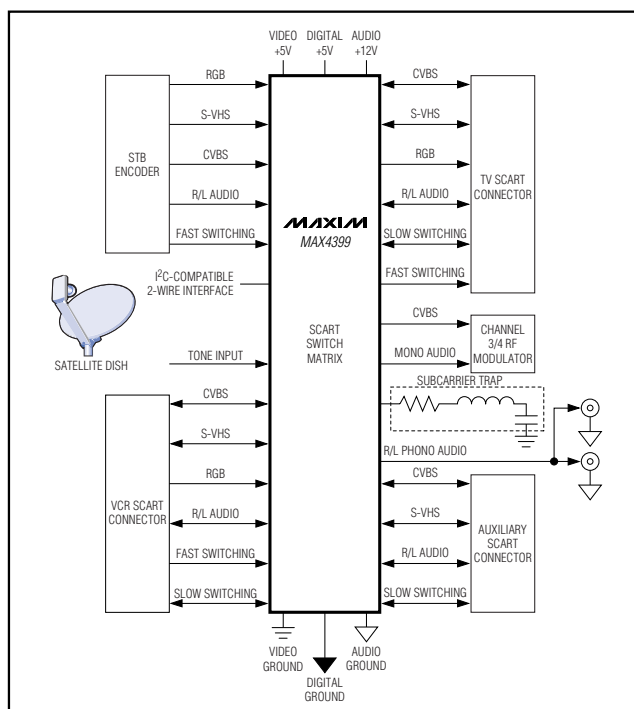 VIDEO
+5V
DIGITAL
+5V
AUDIO
+12V
RGB
S-VHS
CVBS
R/L AUDIO
FAST SWITCHING
STB
ENCODER
I²C-COMPATIBLE
2-WIRE INTERFACE
SATELLITE DISH
TONE INPUT
CVBS
S-VHS
RGB
R/L AUDIO
FAST SWITCHING
SLOW SWITCHING
VCR SCART
CONNECTOR
MAXIM
MAX4399
SCART
SWITCH
MATRIX
CVBS
S-VHS
RGB
R/L AUDIO
SLOW SWITCHING
FAST SWITCHING
TV SCART
CONNECTOR
CVBS
MONO AUDIO
CHANNEL
3/4 RF
MODULATOR
SUBCARRIER TRAP
R/L PHONO AUDIO
CVBS
S-VHS
R/L AUDIO
SLOW SWITCHING
AUXILIARY
SCART
CONNECTOR
VIDEO
GROUND
DIGITAL
GROUND
AUDIO
GROUND